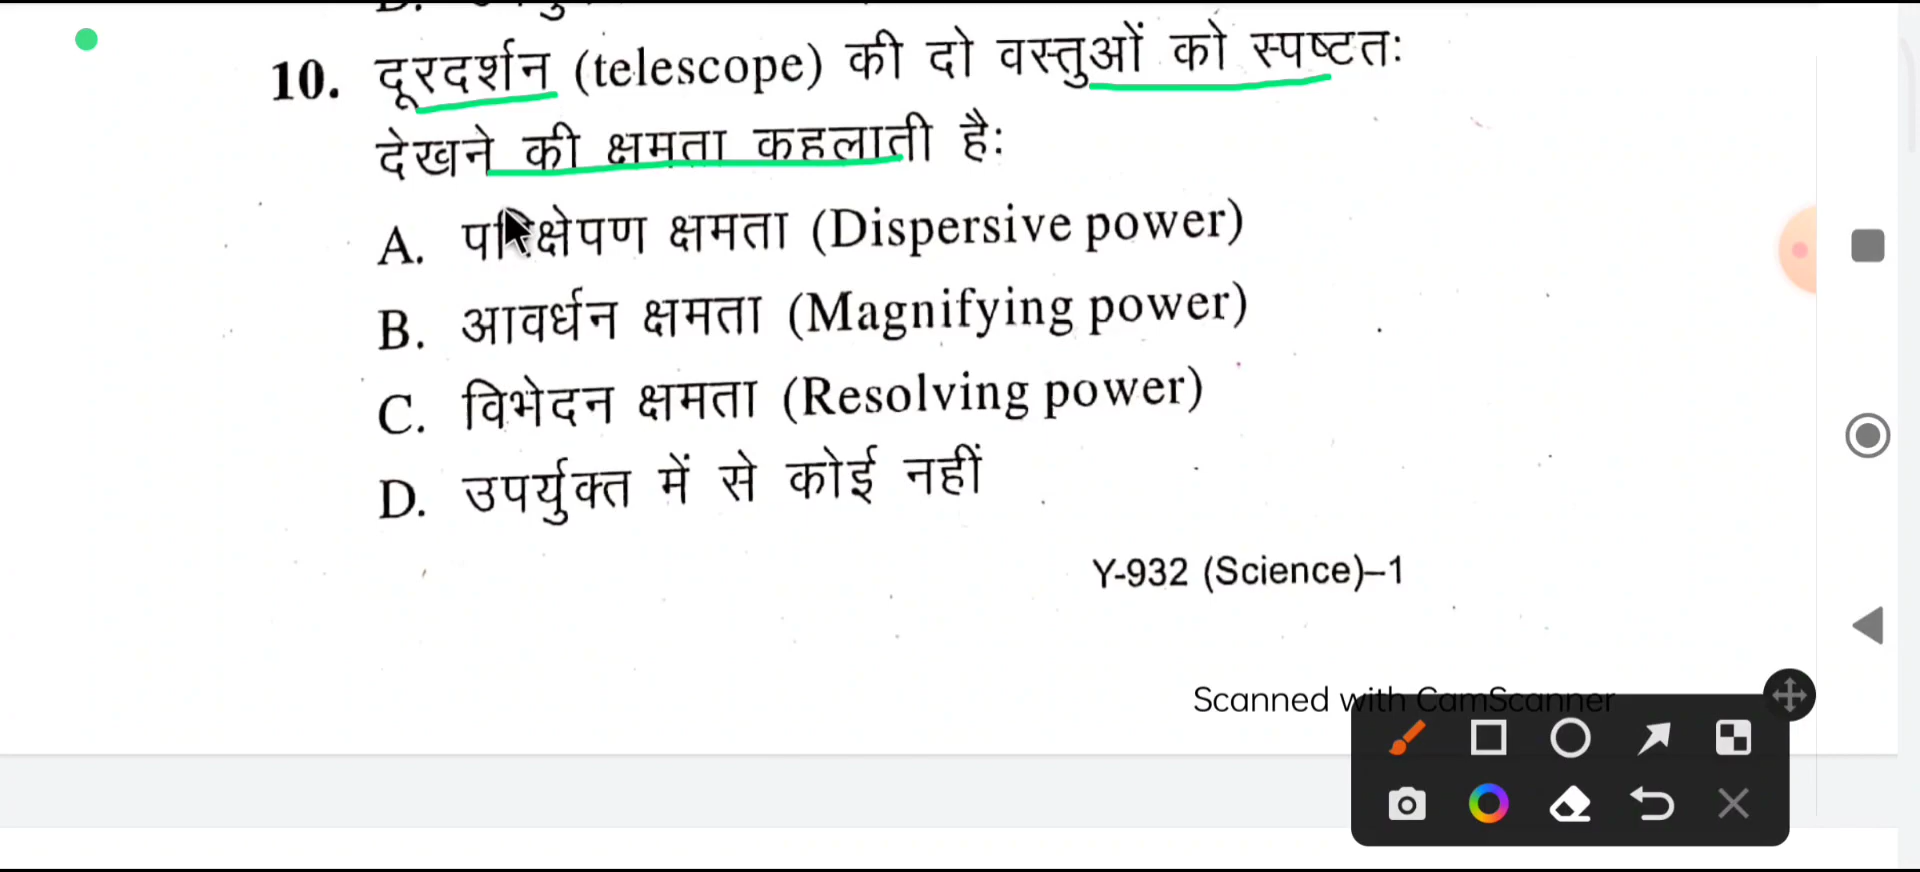 10. दूरदर्शन (telescope) की दो वस्तुओं को स्पष्टतः
देखने की क्षमता कहलाती है:
A. परिक्षेपण क्षमता (Dispersive power)
B. आवर्धन क्षमता (Magnifying power)
C. विभेदन क्षमता (Resolving power)
D. उपर्युक्त में से कोई नहीं
Y-932 (Science)–1
Scanned with CamScanner